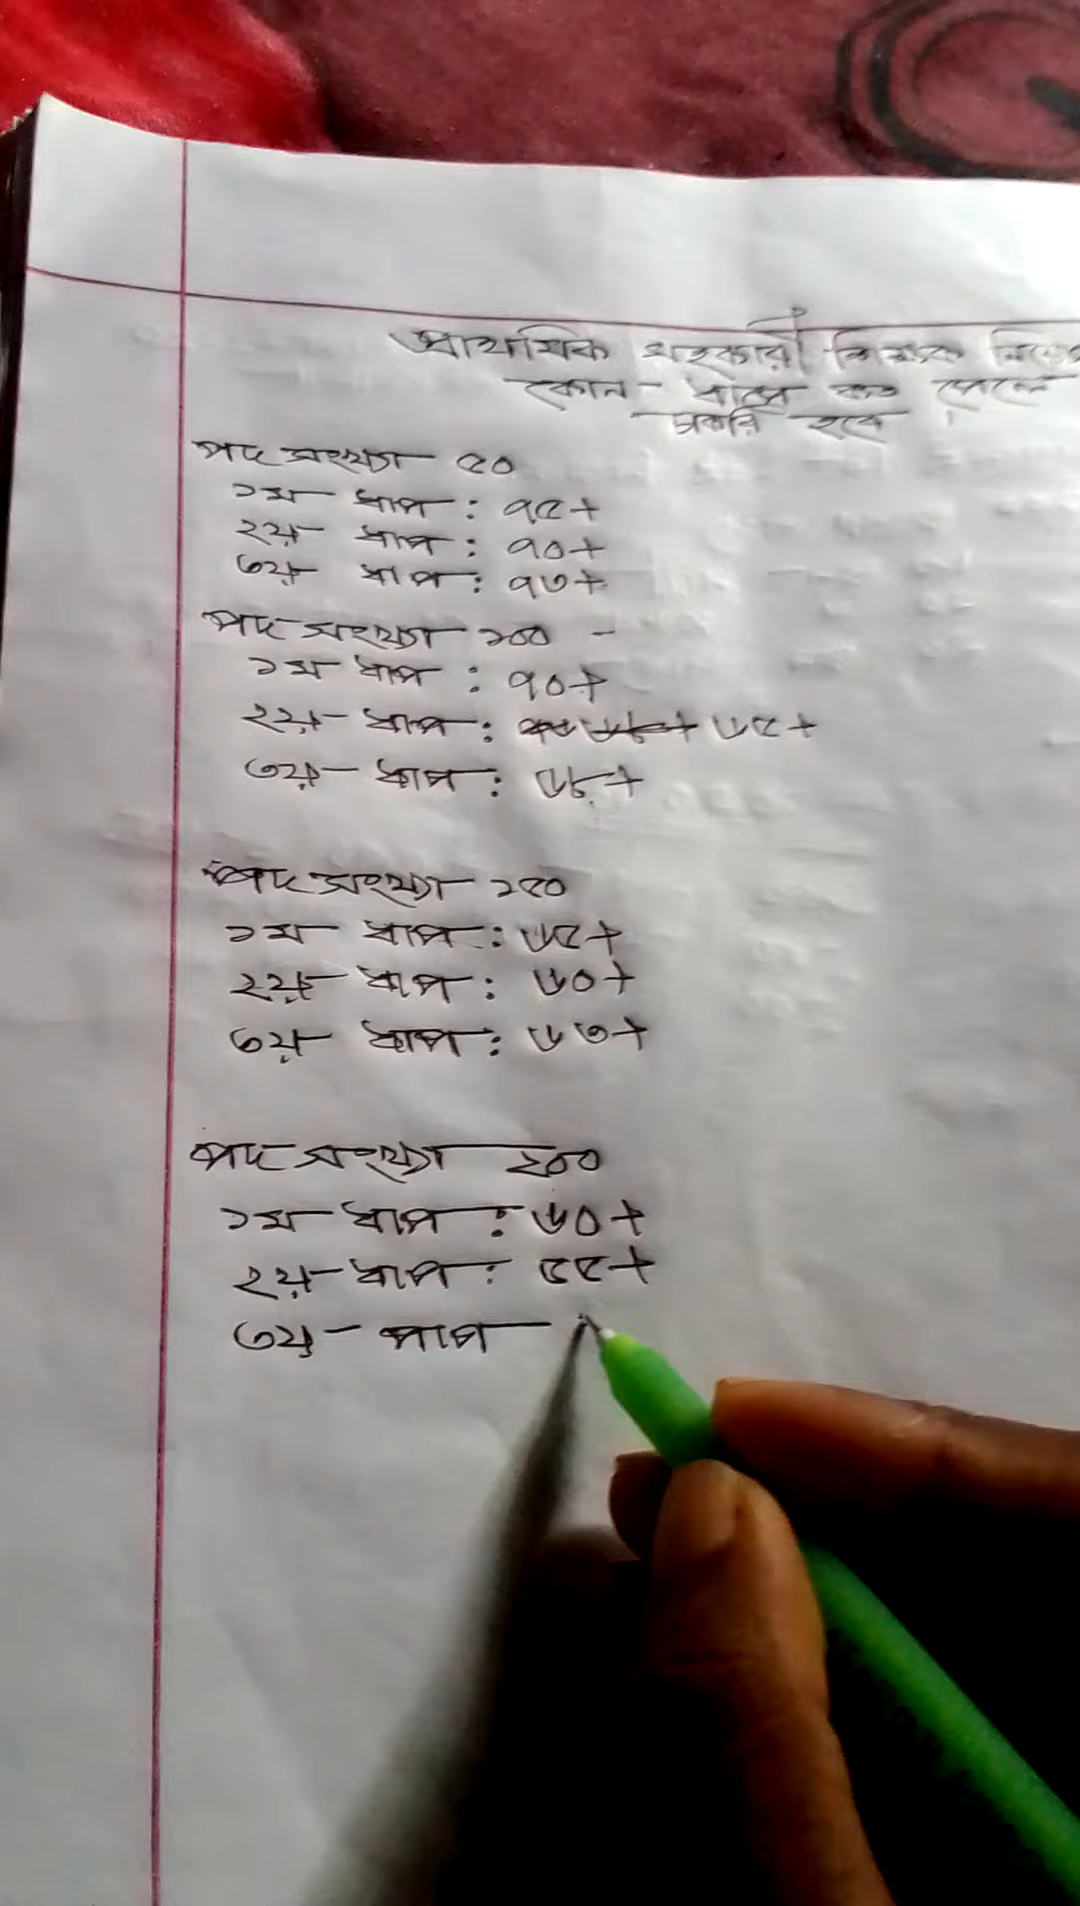 প্রাথমিক সহকারী শিক্ষক
কোন - ধাপে কত পেলে
চাকরি হবে
পদ সংখ্যা ৫০
১ম ধাপ : ৭৫+
২য় ধাপ : ৭০+
৩য় ধাপ : ৭৩+
পদ সংখ্যা ১০০ -
১ম ধাপ : ৭০+
২য় - ধাপ : ৬৫+
৩য় - ধাপ : ৬৮+
পদ সংখ্যা ১৫০
১ম ধাপ : ৬৫+
২য় - ধাপ : ৬০+
৩য় ধাপ : ৬৩+
পদ সংখ্যা ২০০
১ম - ধাপ : ৬০+
২য় - ধাপ : ৫৫+
৩য় - ধাপ -